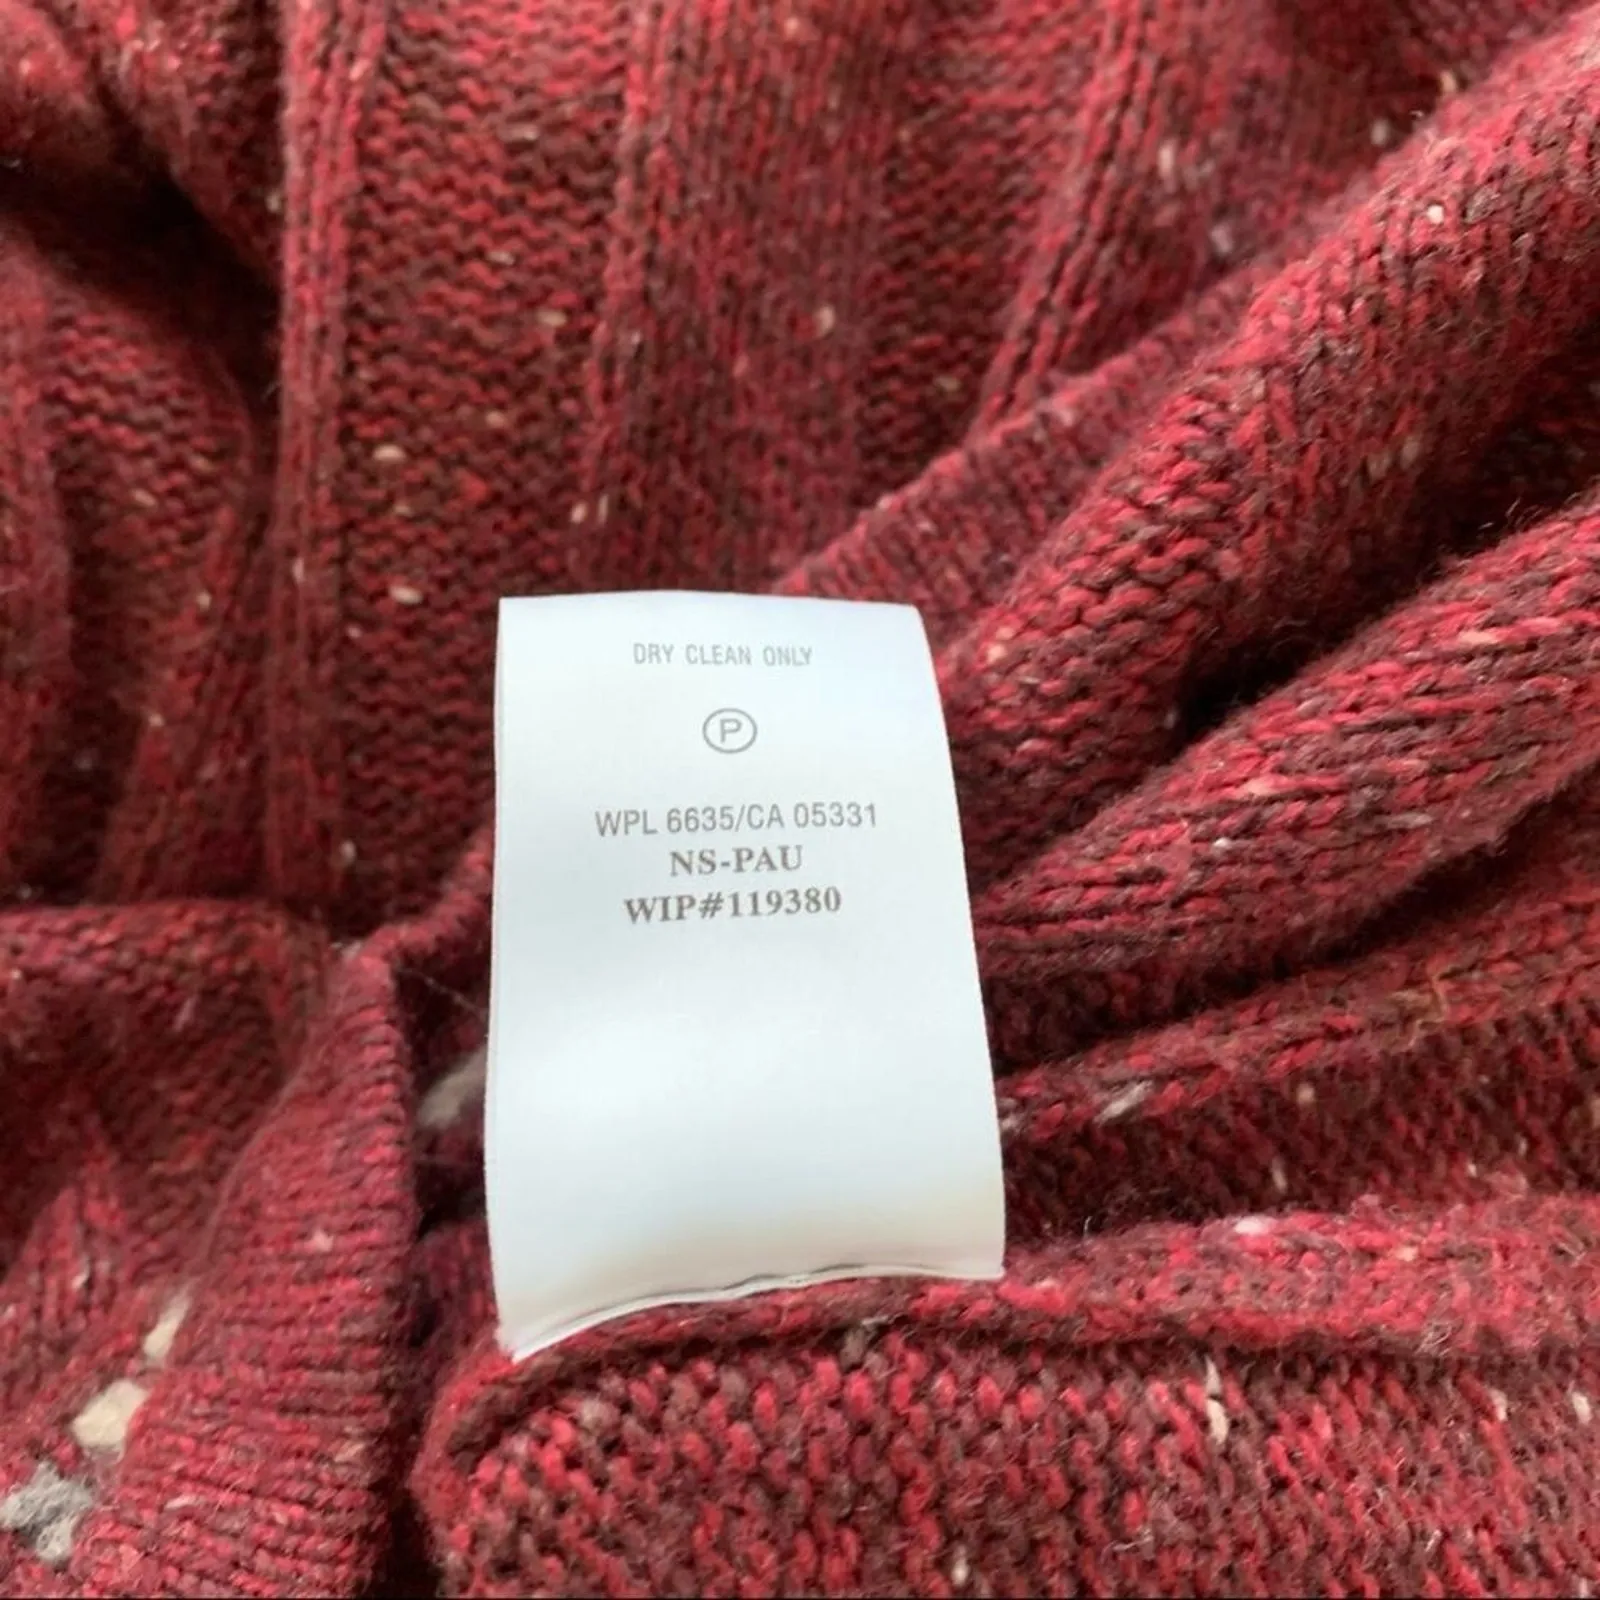 DRY CLEAN ONLY
P
WPL 6635/CA 05331
NS-PAU
WIP#119380